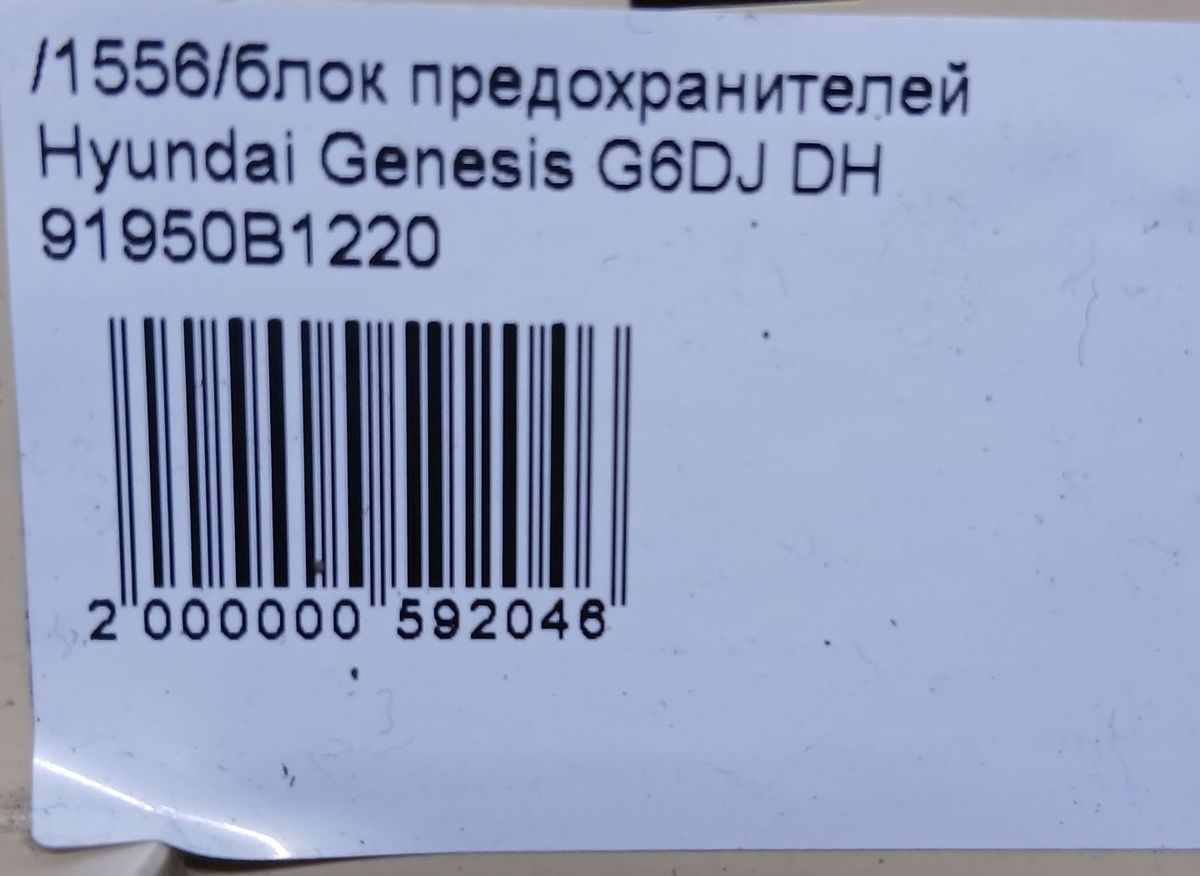 /1556/блок предохранителей
Hyundai Genesis G6DJ DH
91950B1220
2 000000 592046